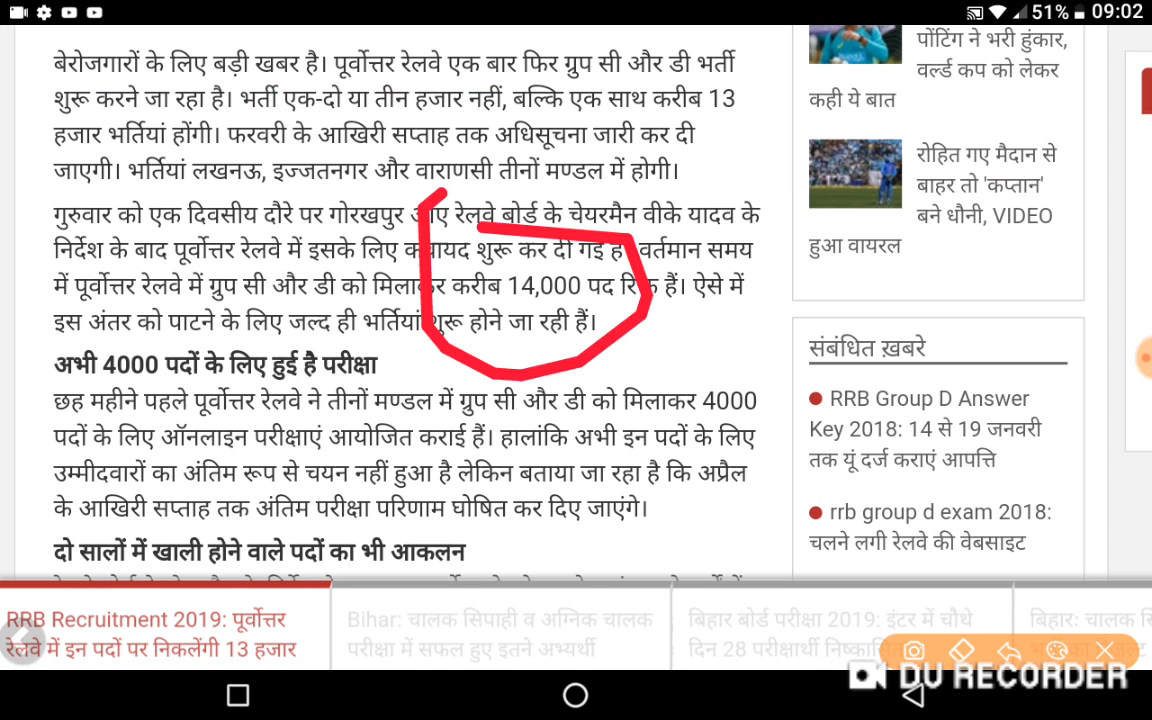 51% 09:02
बेरोजगारों के लिए बड़ी खबर है। पूर्वोत्तर रेलवे एक बार फिर ग्रुप सी और डी भर्ती
शुरू करने जा रहा है। भर्ती एक-दो या तीन हजार नहीं, बल्कि एक साथ करीब 13
हजार भर्तियां होंगी। फरवरी के आखिरी सप्ताह तक अधिसूचना जारी कर दी
जाएगी। भर्तियां लखनऊ, इज्जतनगर और वाराणसी तीनों मण्डल में होगी।
गुरुवार को एक दिवसीय दौरे पर गोरखपुर आए रेलवे बोर्ड के चेयरमैन वीके यादव के
निर्देश के बाद पूर्वोत्तर रेलवे में इसके लिए कवायद शुरू कर दी गई है। वर्तमान समय
में पूर्वोत्तर रेलवे में ग्रुप सी और डी को मिलाकर करीब 14,000 पद रिक्त हैं। ऐसे में
इस अंतर को पाटने के लिए जल्द ही भर्तियां शुरू होने जा रही हैं।
अभी 4000 पदों के लिए हुई है परीक्षा
छह महीने पहले पूर्वोत्तर रेलवे ने तीनों मण्डल में ग्रुप सी और डी को मिलाकर 4000
पदों के लिए ऑनलाइन परीक्षाएं आयोजित कराई हैं। हालांकि अभी इन पदों के लिए
उम्मीदवारों का अंतिम रूप से चयन नहीं हुआ है लेकिन बताया जा रहा है कि अप्रैल
के आखिरी सप्ताह तक अंतिम परीक्षा परिणाम घोषित कर दिए जाएंगे।
दो सालों में खाली होने वाले पदों का भी आकलन
पोंटिंग ने भरी हुंकार,
वर्ल्ड कप को लेकर
कही ये बात
रोहित गए मैदान से
बाहर तो 'कप्तान'
बने धौनी, VIDEO
हुआ वायरल
संबंधित ख़बरे
RRB Group D Answer
Key 2018: 14 से 19 जनवरी
तक यूं दर्ज कराएं आपत्ति
rrb group d exam 2018:
चलने लगी रेलवे की वेबसाइट
RRB Recruitment 2019: पूर्वोत्तर
रेलवे में इन पदों पर निकलेंगी 13 हजार
Bihar: चालक सिपाही व अग्निक चालक
परीक्षा में सफल हुए इतने अभ्यर्थी
बिहार बोर्ड परीक्षा 2019: इंटर में चौथे
दिन 28 परीक्षार्थी
बिहार: चालक
DU RECORDER